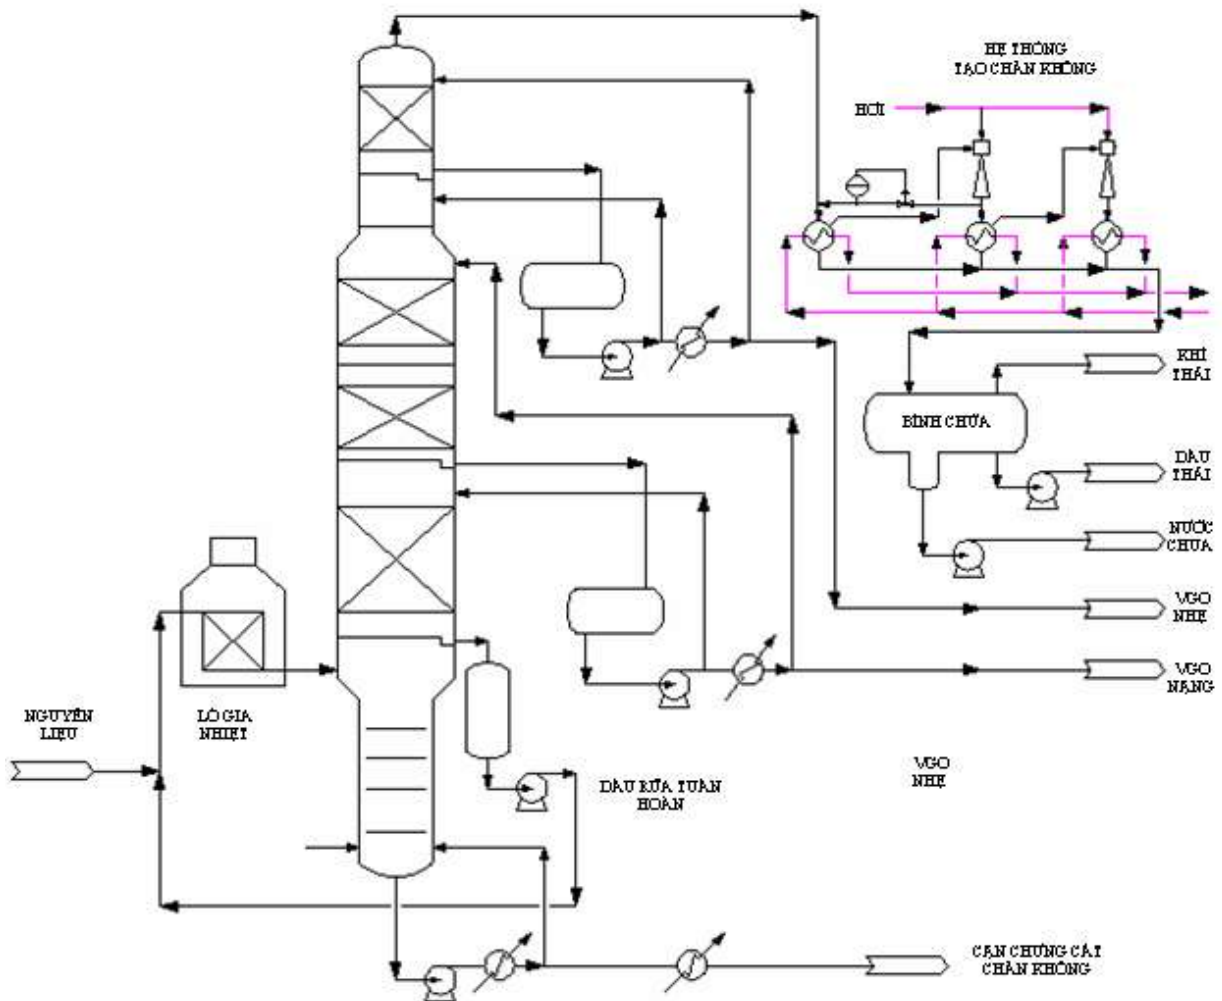 HỆ THỐNG
TẠO CHÂN KHÔNG
HƠI
KHÍ
THẢI
BÌNH CHỨA
DẦU
THẢI
NƯỚC
CHUA
VGO
NHẸ
VGO
NẶNG
NGUYÊN
LIỆU
LÒ GIA
NHIỆT
VGO
NHẸ
DẦU RỬA TUẦN
HOÀN
CẶN CHƯNG CẤT
CHÂN KHÔNG